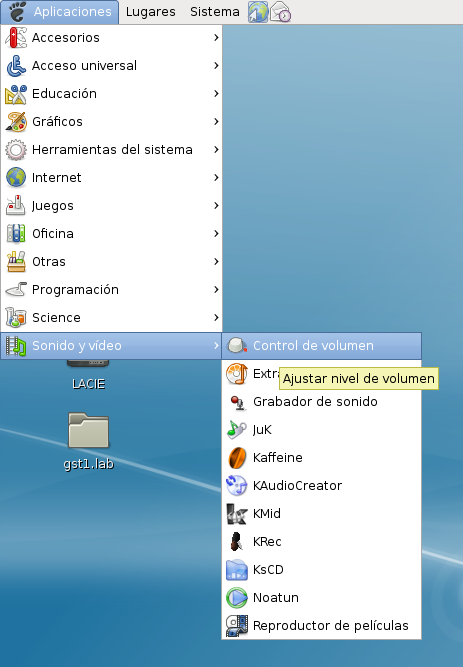 Aplicaciones Lugares Sistema
Accesorios
Acceso universal
Educación
Gráficos
Herramientas del sistema
Internet
Juegos
Oficina
Otras
Programación
Science
Sonido y vídeo
LACIE
gst1.lab
Control de volumen
Extra
Ajustar nivel de volumen
Grabador de sonido
JuK
Kaffeine
KAudioCreator
KMid
KRec
KsCD
Noatun
Reproductor de películas